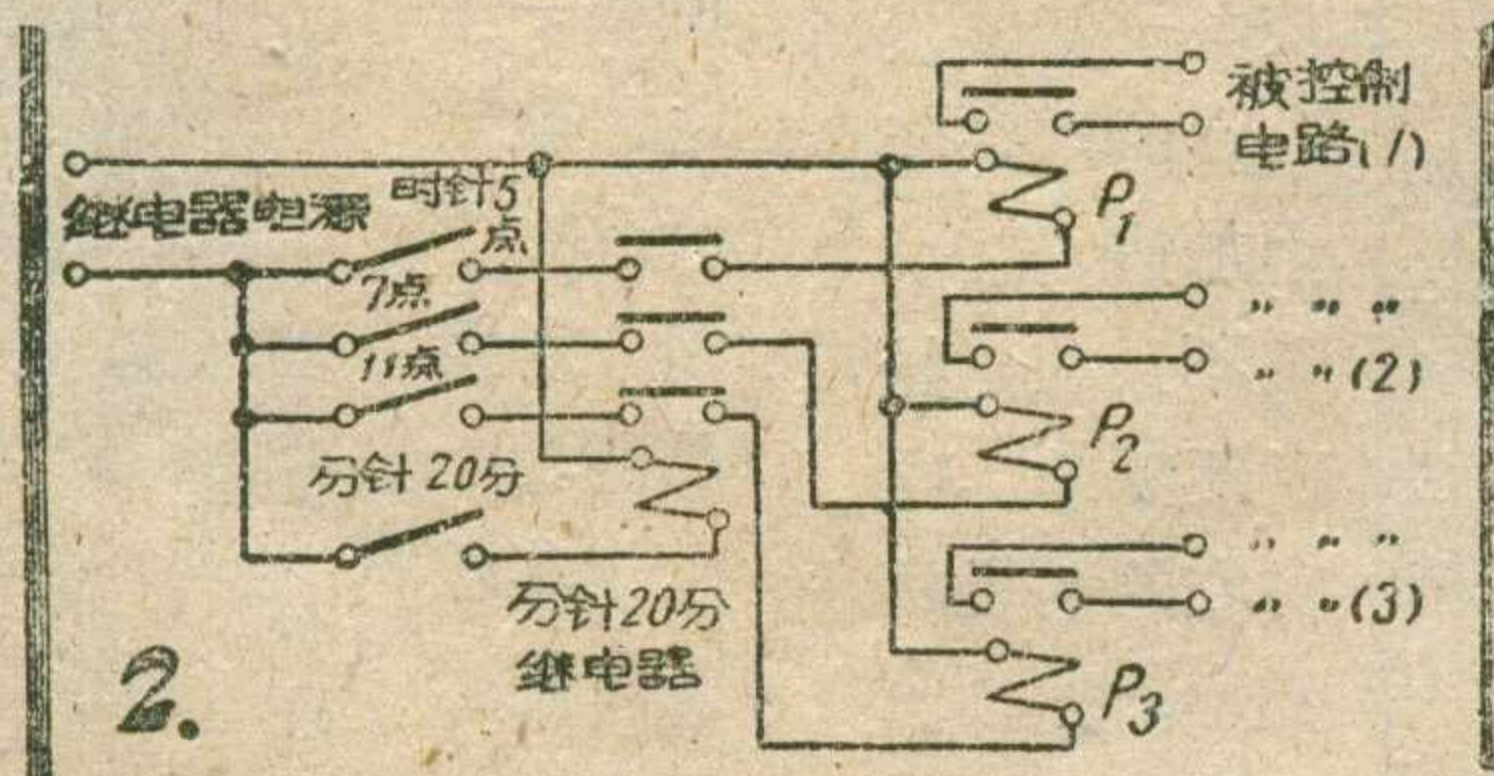 被控制
电路(1)
继电器电源
时针5
点
P1
7点
11点
" " "
" "(2)
P2
分针20分
" " "
" "(3)
分针20分
继电器
P3
2.